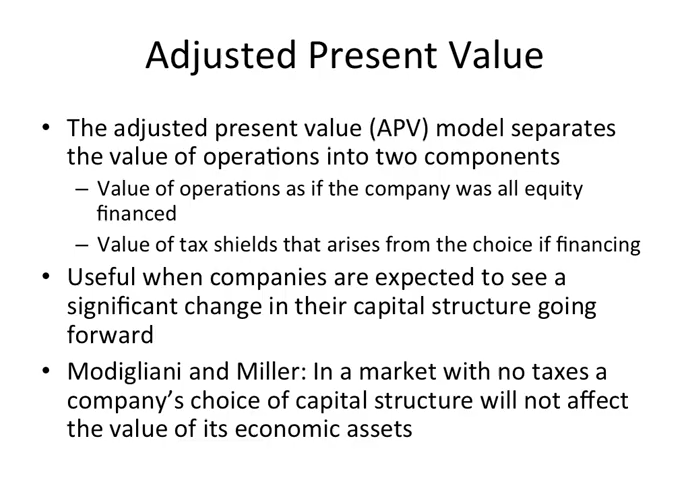 Adjusted Present Value
• The adjusted present value (APV) model separates
the value of operations into two components
– Value of operations as if the company was all equity
financed
– Value of tax shields that arises from the choice if financing
• Useful when companies are expected to see a
significant change in their capital structure going
forward
• Modigliani and Miller: In a market with no taxes a
company’s choice of capital structure will not affect
the value of its economic assets